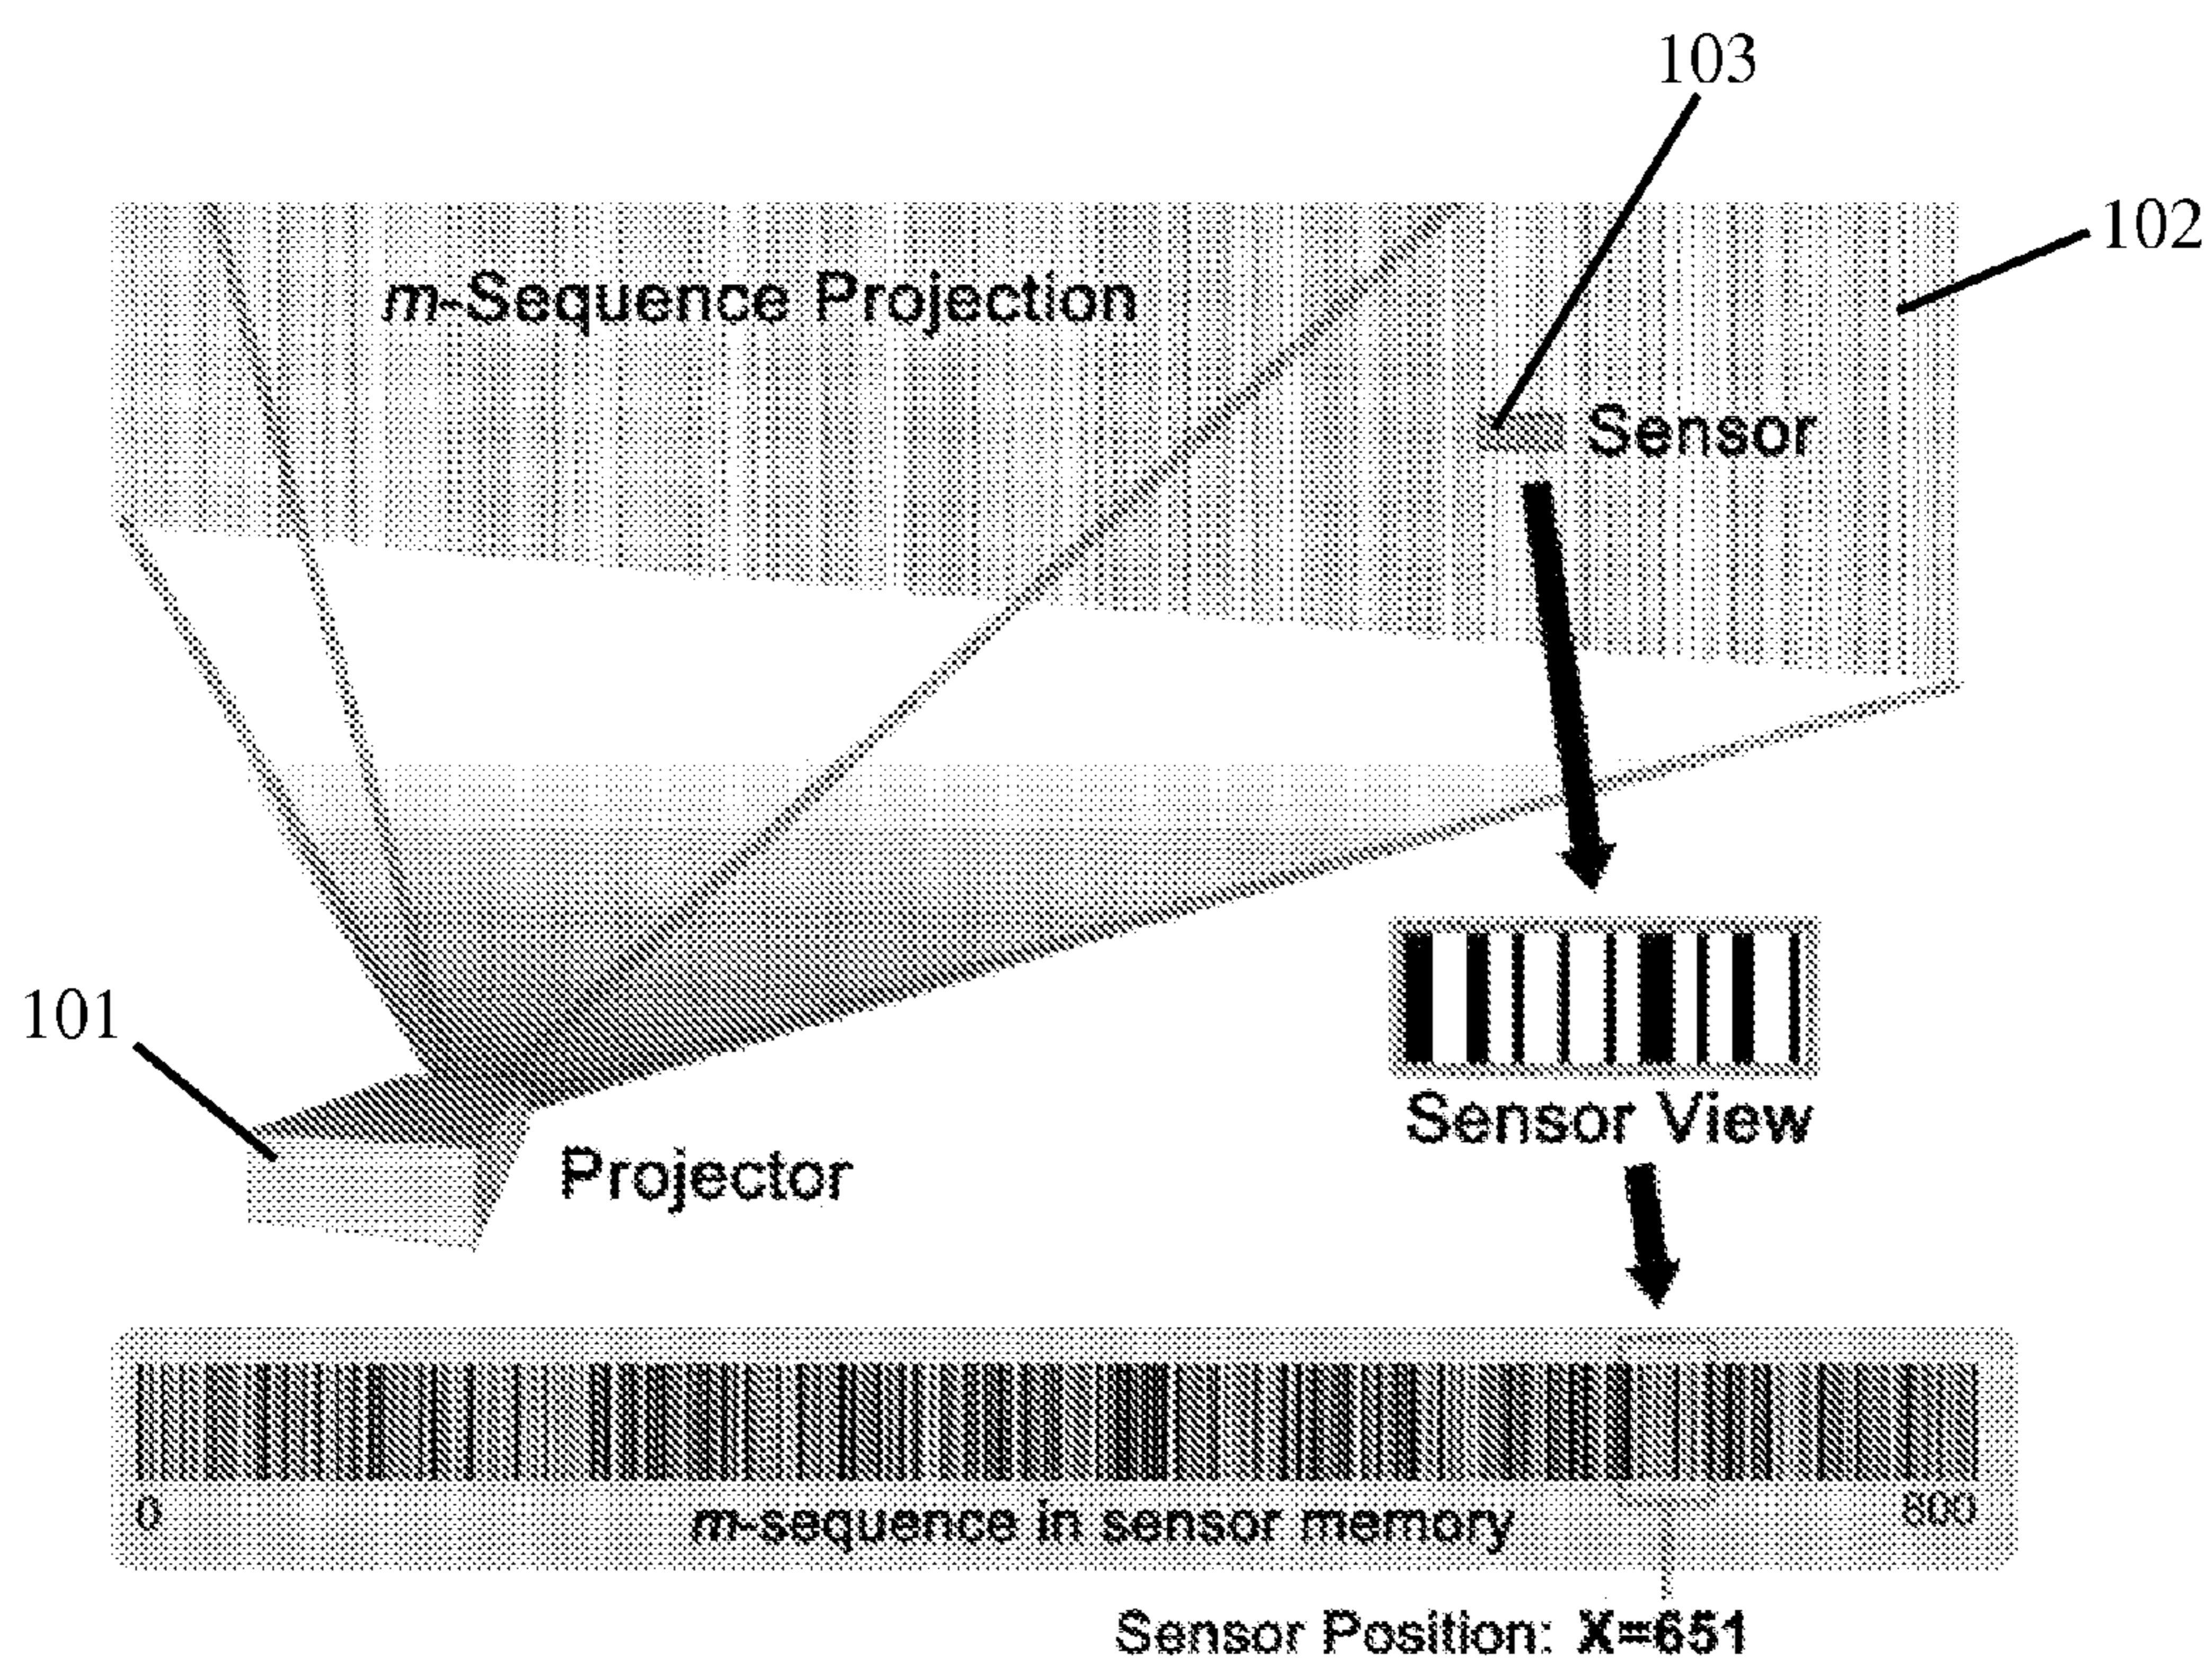 103
102
m-Sequence Projection
Sensor
101
Sensor View
Projector
0
800
m-sequence in sensor memory
Sensor Position: X=651